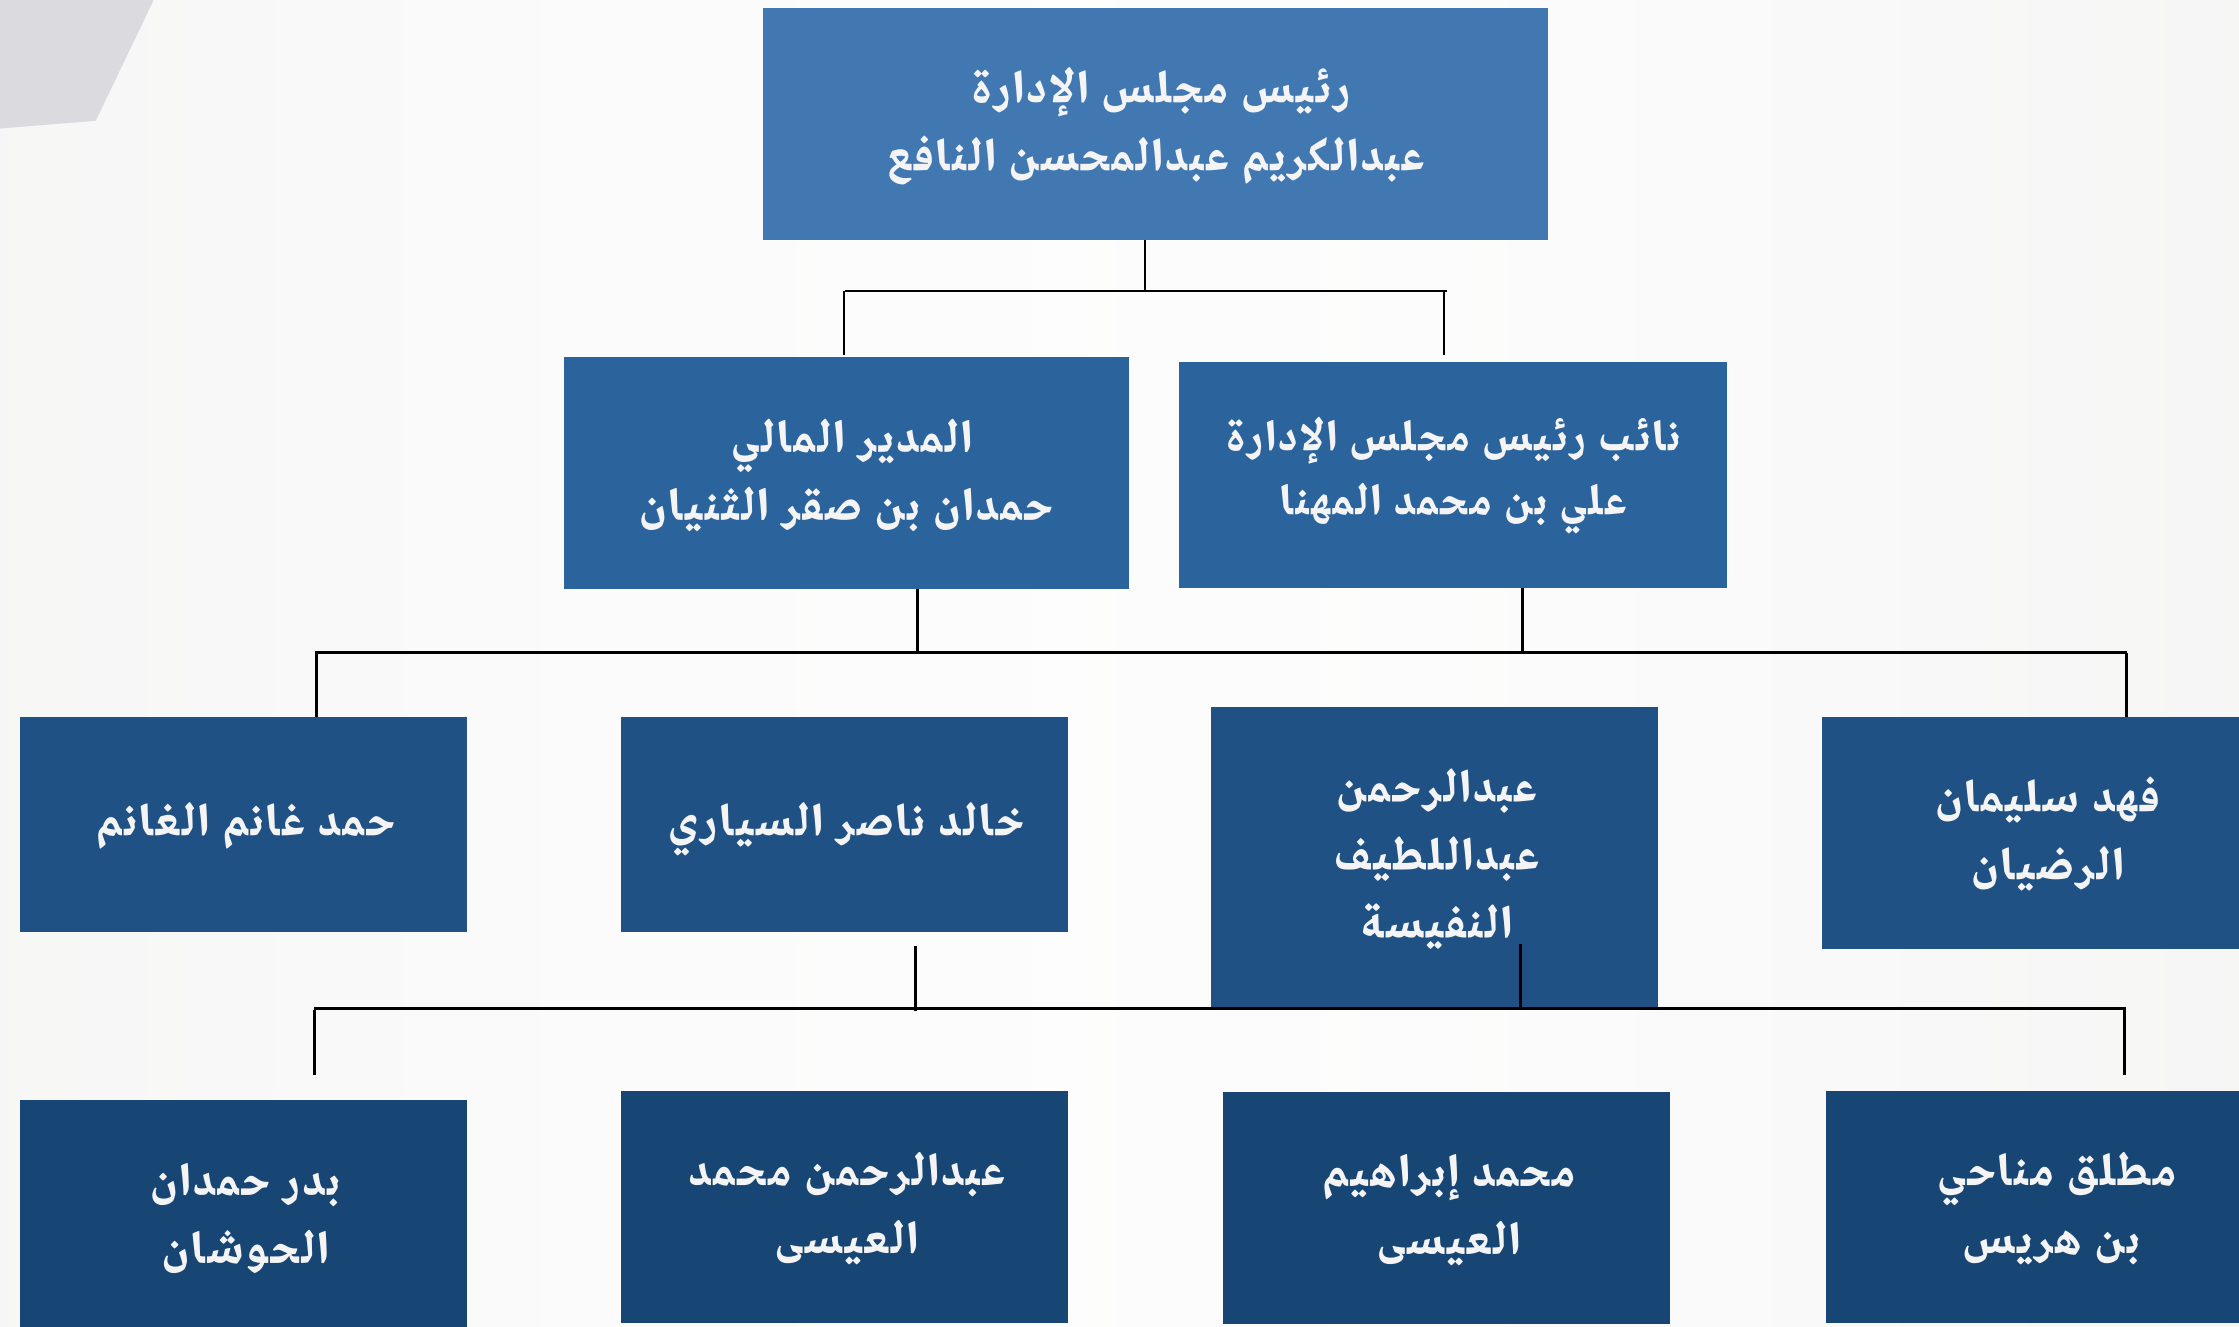 رئيس مجلس الإدارة
عبدالكريم عبدالمحسن النافع
نائب رئيس مجلس الإدارة
علي بن محمد المهنا
المدير المالي
حمدان بن صقر الثنيان
فهد سليمان
الرضيان
عبدالرحمن
عبداللطيف
النفيسة
خالد ناصر السياري
حمد غانم الغانم
مطلق مناحي
بن هريس
محمد إبراهيم
العيسى
عبدالرحمن محمد
العيسى
بدر حمدان
الحوشان